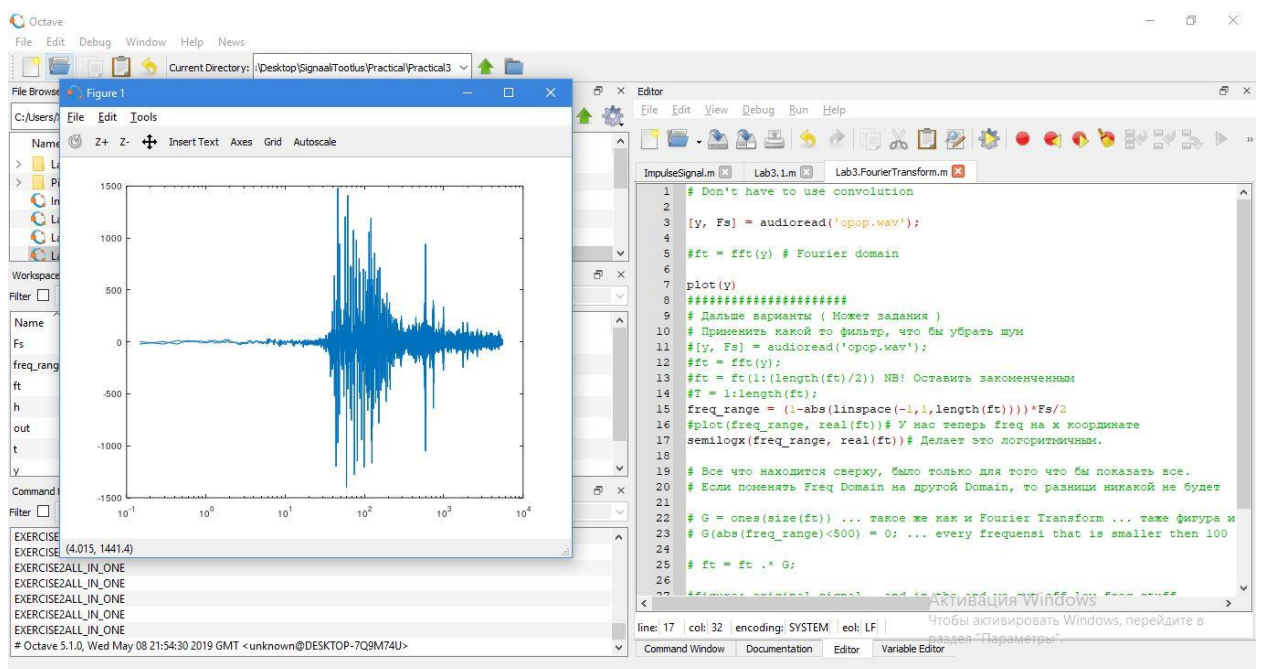 Octave
File Edit Debug Window Help News
Current Directory: :\Desktop\SignaaliTootlus\Practical\Practical3
File Browse
C:/Users/
Name
Workspace
Filter
Name
Fs
freq_rang
ft
h
out
t
y
Command
Filter
EXERCISE
EXERCISE
EXERCISE2ALL_IN_ONE
EXERCISE2ALL_IN_ONE
EXERCISE2ALL_IN_ONE
EXERCISE2ALL_IN_ONE
EXERCISE2ALL_IN_ONE
# Octave 5.1.0, Wed May 08 21:54:30 2019 GMT <unknown@DESKTOP-7Q9M74U>
Figure 1
File Edit Tools
Z+ Z- Insert Text Axes Grid Autoscale
1500
1000
500
0
-500
-1000
-1500
10^-1 10^0 10^1 10^2 10^3 10^4
(4.015, 1441.4)
Editor
File Edit View Debug Run Help
ImpulseSignal.m Lab3.1.m Lab3.FourierTransform.m
1 # Don't have to use convolution
2
3 [y, Fs] = audioread('opop.wav');
4
5 #ft = fft(y) # Fourier domain
6
7 plot(y)
8 ######################
9 # Дальше варианты ( Может задания )
10 # Применить какой то фильтр, что бы убрать шум
11 #[y, Fs] = audioread('opop.wav');
12 #ft = fft(y);
13 #ft = ft(1:(length(ft)/2)) NB! Оставить закоменченным
14 #T = 1:length(ft);
15 freq_range = (1-abs(linspace(-1,1,length(ft))))*Fs/2
16 #plot(freq_range, real(ft))# У нас теперь freq на x координате
17 semilogx(freq_range, real(ft))# Делает это логоритмичным.
18
19 # Все что находится сверху, было только для того что бы показать все.
20 # Если поменять Freq Domain на другой Domain, то разници никакой не будет
21
22 # G = ones(size(ft)) ... такое же как и Fourier Transform ... таже фигура и
23 # G(abs(freq_range)<500) = 0; ... every frequensi that is smaller then 100
24
25 # ft = ft .* G;
26
Активация Windows
Чтобы активировать Windows, перейдите в
раздел "Параметры".
line: 17 col: 32 encoding: SYSTEM eol: LF
Command Window Documentation Editor Variable Editor